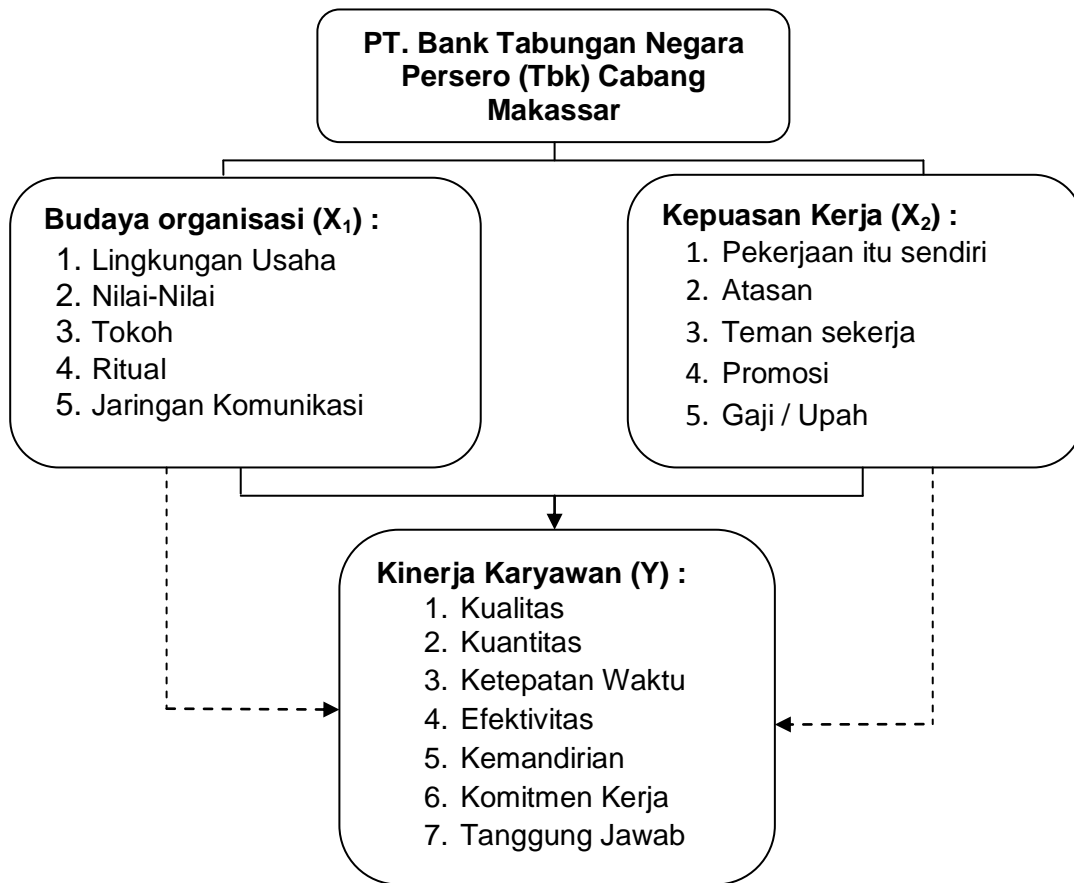 PT. Bank Tabungan Negara
Persero (Tbk) Cabang
Makassar
Budaya organisasi (X₁) :
1. Lingkungan Usaha
2. Nilai-Nilai
3. Tokoh
4. Ritual
5. Jaringan Komunikasi
Kepuasan Kerja (X₂) :
1. Pekerjaan itu sendiri
2. Atasan
3. Teman sekerja
4. Promosi
5. Gaji / Upah
Kinerja Karyawan (Y) :
1. Kualitas
2. Kuantitas
3. Ketepatan Waktu
4. Efektivitas
5. Kemandirian
6. Komitmen Kerja
7. Tanggung Jawab